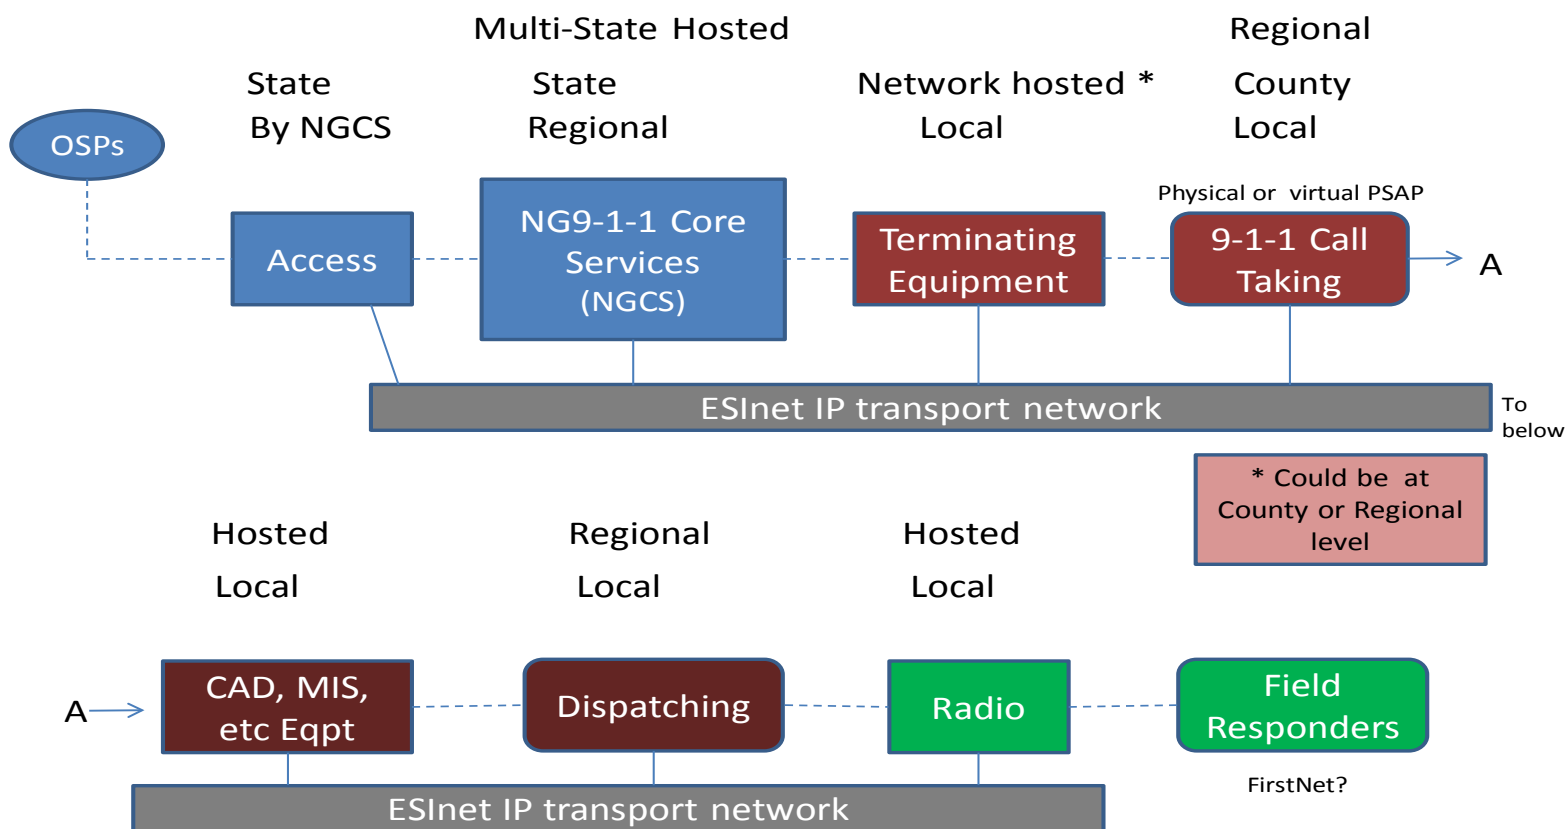 Multi-State Hosted
Regional
State
State
Network hosted *
County
By NGCS
Regional
Local
Local
OSPs
Physical or virtual PSAP
Access
NG9-1-1 Core
Services
(NGCS)
Terminating
Equipment
9-1-1 Call
Taking
A
ESInet IP transport network
To
below
* Could be at
County or Regional
level
Hosted
Regional
Hosted
Local
Local
Local
A
CAD, MIS,
etc Eqpt
Dispatching
Radio
Field
Responders
FirstNet?
ESInet IP transport network